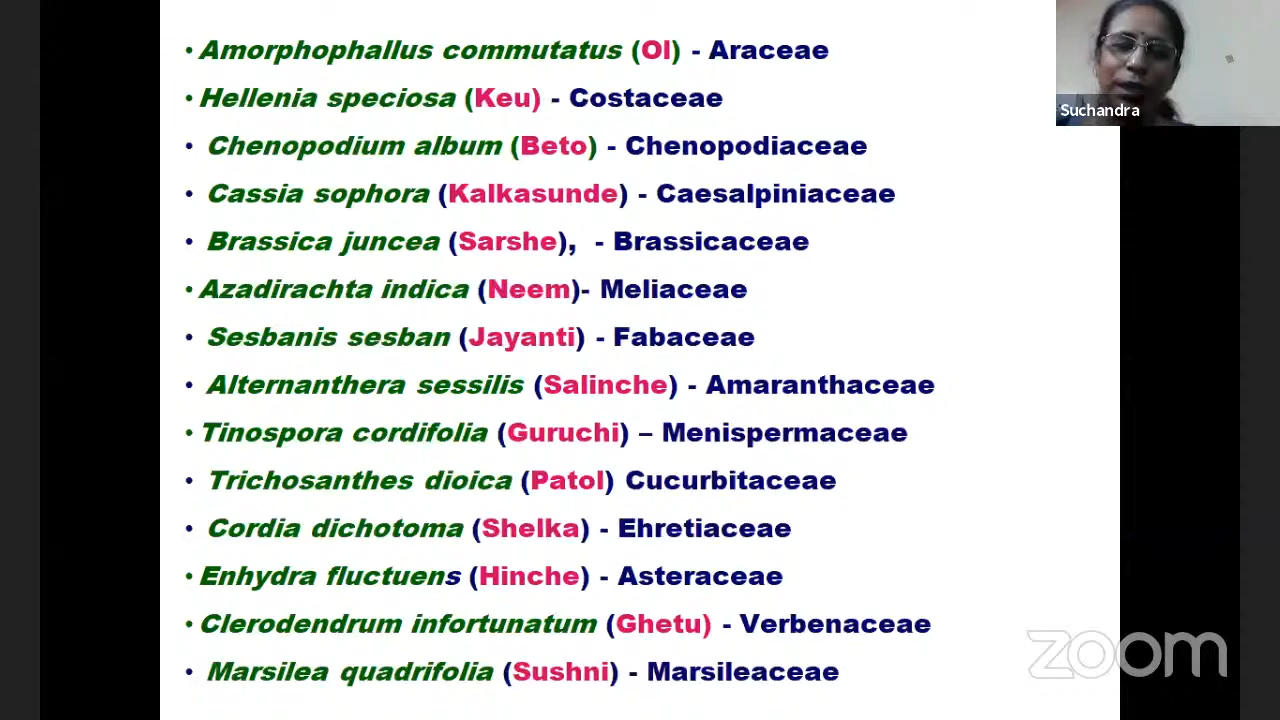 • Amorphophallus commutatus (Ol) - Araceae
• Hellenia speciosa (Keu) - Costaceae
• Chenopodium album (Beto) - Chenopodiaceae
• Cassia sophora (Kalkasunde) - Caesalpiniaceae
• Brassica juncea (Sarshe), - Brassicaceae
• Azadirachta indica (Neem)- Meliaceae
• Sesbanis sesban (Jayanti) - Fabaceae
• Alternanthera sessilis (Salinche) - Amaranthaceae
• Tinospora cordifolia (Guruchi) – Menispermaceae
• Trichosanthes dioica (Patol) Cucurbitaceae
• Cordia dichotoma (Shelka) - Ehretiaceae
• Enhydra fluctuens (Hinche) - Asteraceae
• Clerodendrum infortunatum (Ghetu) - Verbenaceae
• Marsilea quadrifolia (Sushni) - Marsileaceae
Suchandra
zoom